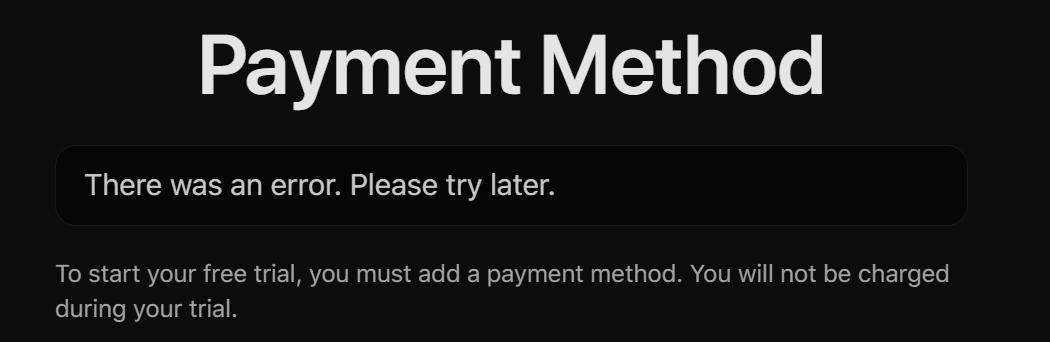 Payment Method
There was an error. Please try later.
To start your free trial, you must add a payment method. You will not be charged
during your trial.